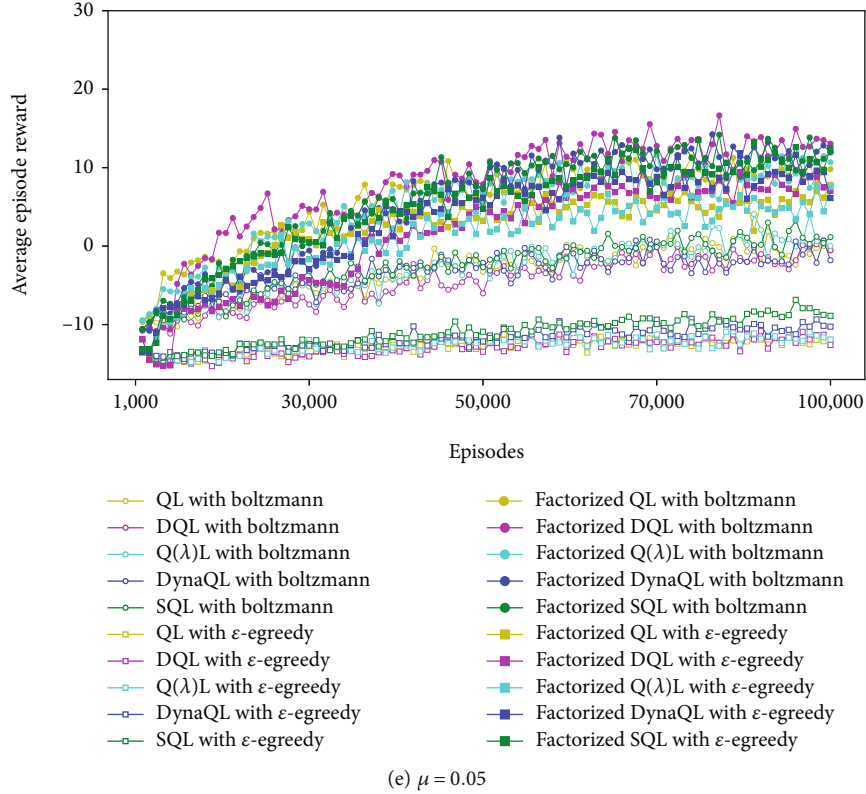 30
20
10
0
−10
Average episode reward
1,000
30,000
50,000
70,000
100,000
Episodes
QL with boltzmann
DQL with boltzmann
Q(λ)L with boltzmann
DynaQL with boltzmann
SQL with boltzmann
QL with ε-egreedy
DQL with ε-egreedy
Q(λ)L with ε-egreedy
DynaQL with ε-egreedy
SQL with ε-egreedy
Factorized QL with boltzmann
Factorized DQL with boltzmann
Factorized Q(λ)L with boltzmann
Factorized DynaQL with boltzmann
Factorized SQL with boltzmann
Factorized QL with ε-egreedy
Factorized DQL with ε-egreedy
Factorized Q(λ)L with ε-egreedy
Factorized DynaQL with ε-egreedy
Factorized SQL with ε-egreedy
(e) μ = 0.05